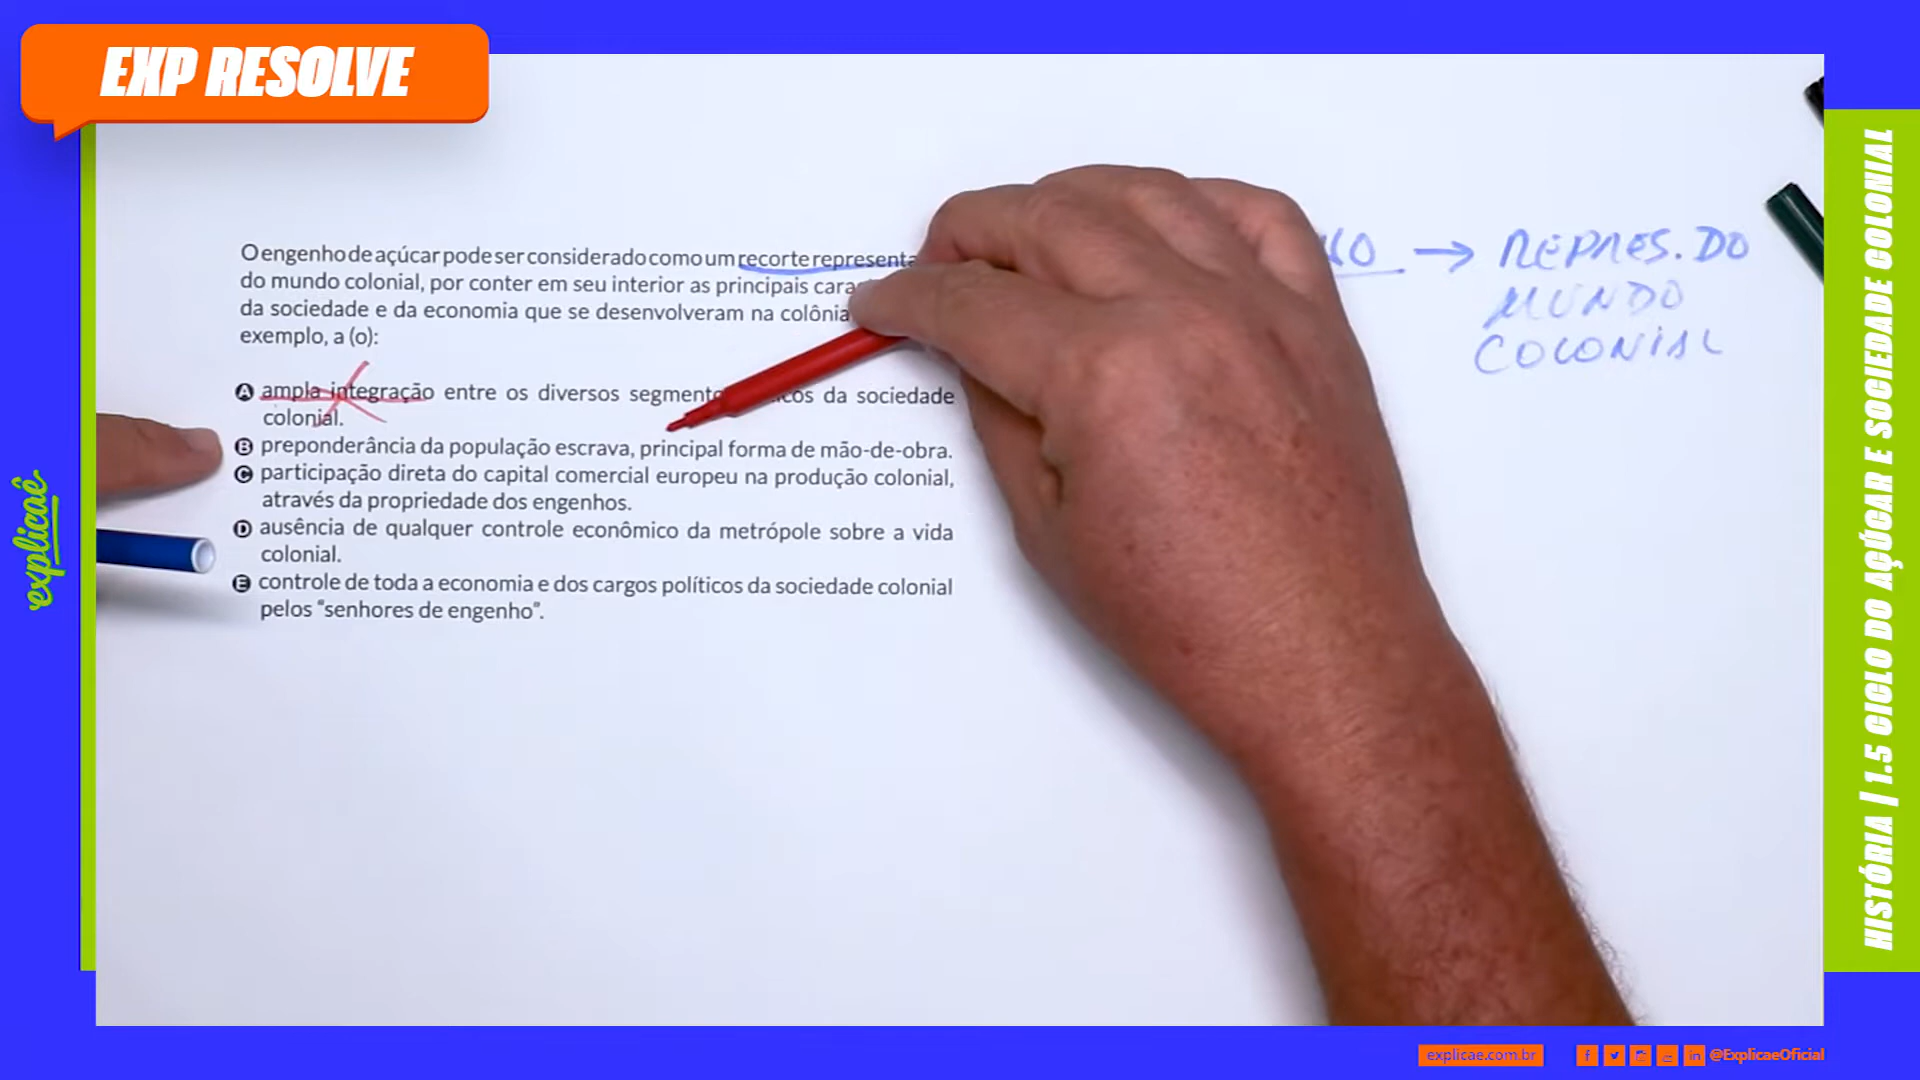 EXP RESOLVE
O engenho de açúcar pode ser considerado como um recorte
do mundo colonial, por conter em seu interior as principais
da sociedade e da economia que se desenvolveram na colônia
exemplo, a (o):
A ampla integração entre os diversos da sociedade
colonial.
B preponderância da população escrava, principal forma de mão-de-obra.
C participação direta do capital comercial europeu na produção colonial,
através da propriedade dos engenhos.
D ausência de qualquer controle econômico da metrópole sobre a vida
colonial.
E controle de toda a economia e dos cargos políticos da sociedade colonial
pelos "senhores de engenho".
→ REPRES. DO
MUNDO
COLONIAL
HISTÓRIA | 1.5 CICLO DO AÇÚCAR E SOCIEDADE COLONIAL
explicaê
explicae.com.br
@ExplicaeOficial